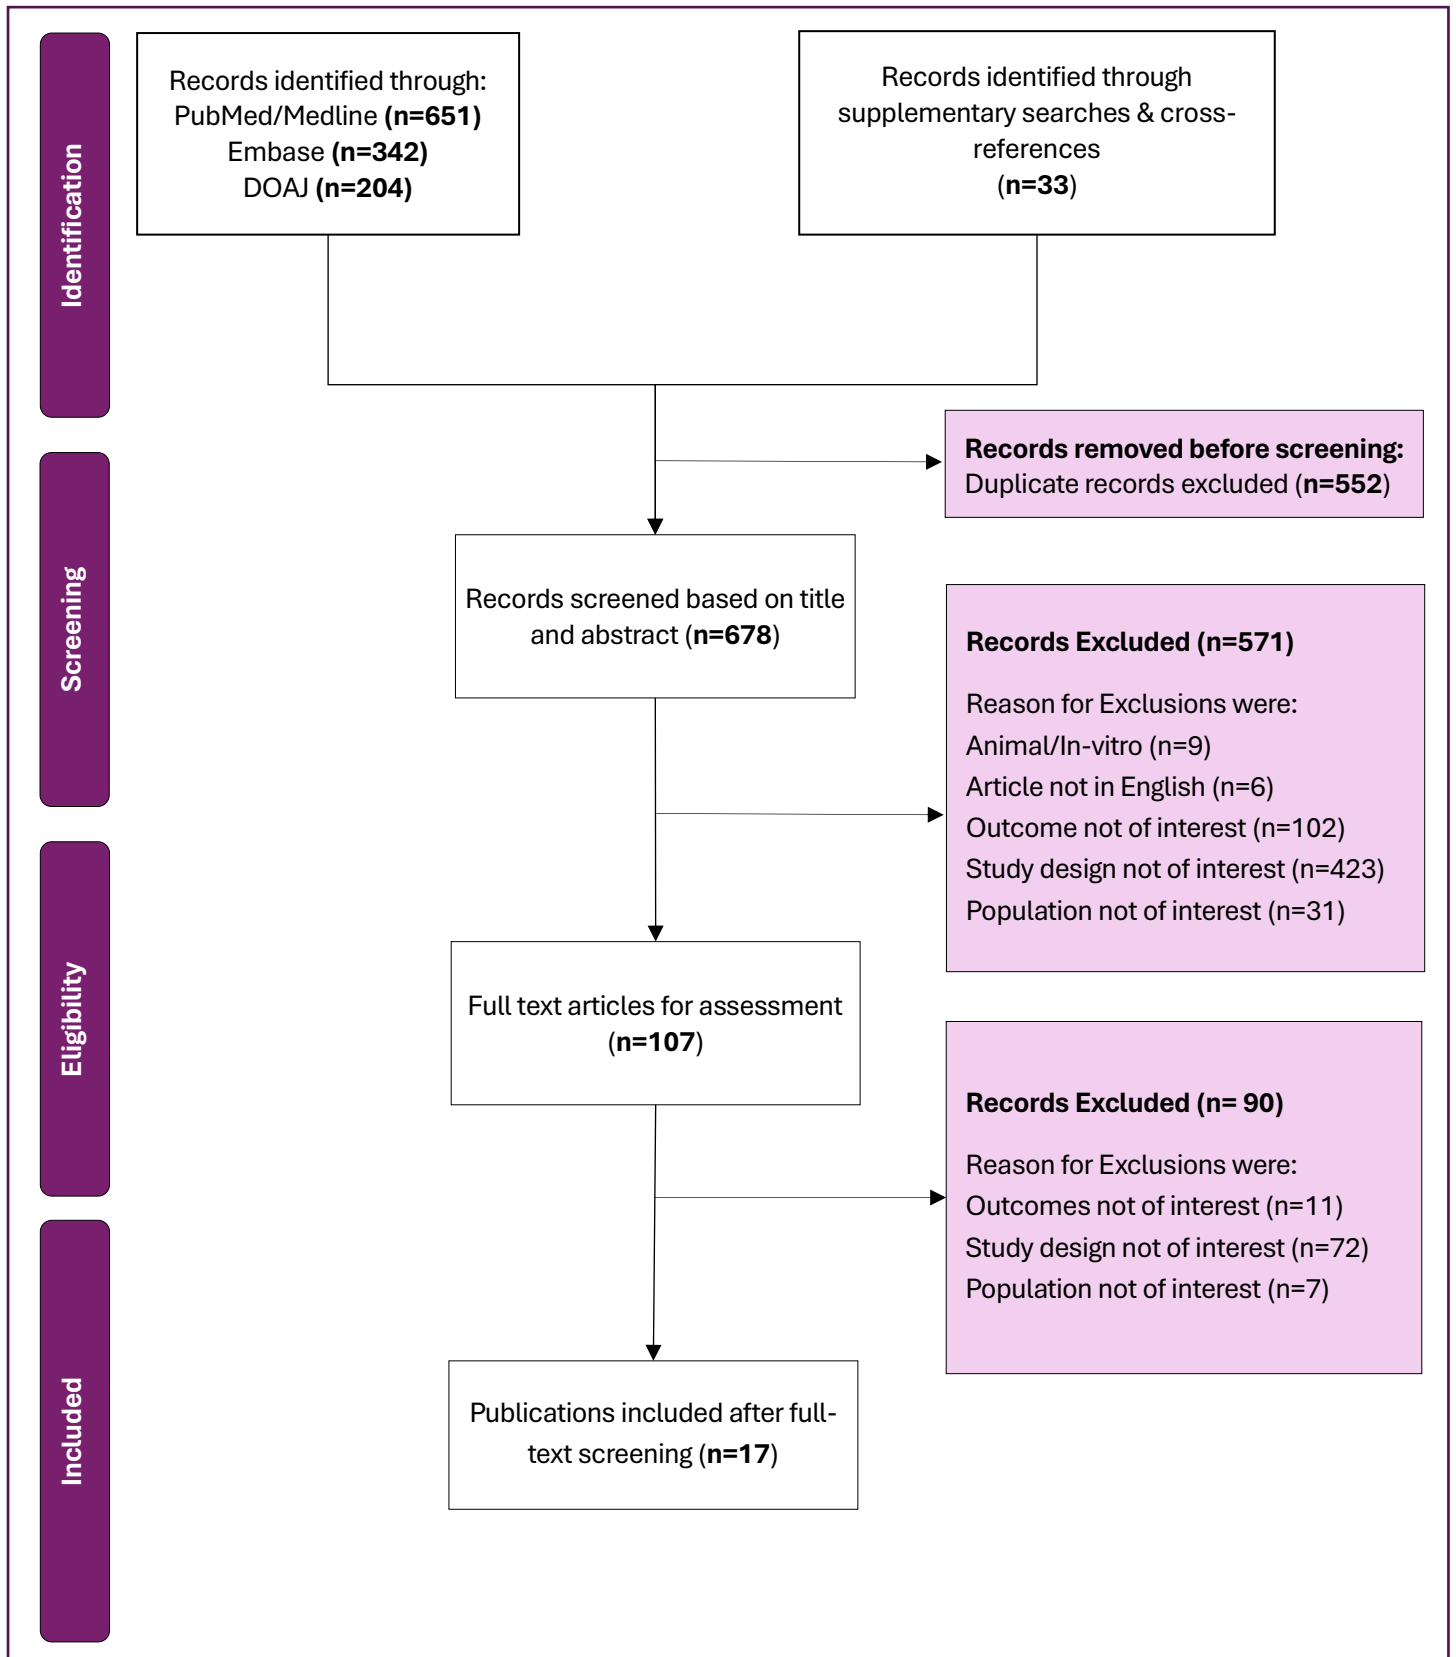 Identification
Records identified through:
PubMed/Medline (n=651)
Embase (n=342)
DOAJ (n=204)
Records identified through
supplementary searches & cross-
references
(n=33)
Records removed before screening:
Duplicate records excluded (n=552)
Screening
Records screened based on title
and abstract (n=678)
Records Excluded (n=571)
Reason for Exclusions were:
Animal/In-vitro (n=9)
Article not in English (n=6)
Outcome not of interest (n=102)
Study design not of interest (n=423)
Population not of interest (n=31)
Eligibility
Full text articles for assessment
(n=107)
Records Excluded (n= 90)
Reason for Exclusions were:
Outcomes not of interest (n=11)
Study design not of interest (n=72)
Population not of interest (n=7)
Included
Publications included after full-
text screening (n=17)